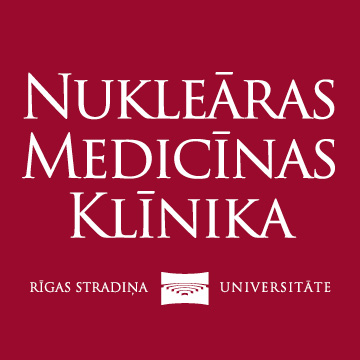 NUKLEĀRAS
MEDICĪNAS
KLĪNIKA
RĪGAS STRADIŅA UNIVERSITĀTE